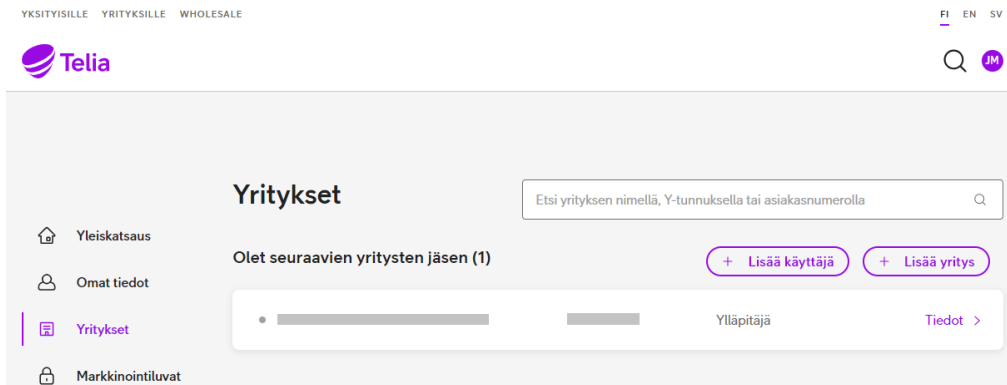 YKSITYISILLE YRITYKSILLE WHOLESALE FI EN SV
Telia JM
Yritykset
Etsi yrityksen nimellä, Y-tunnuksella tai asiakasnumerolla
Yleiskatsaus
Olet seuraavien yritysten jäsen (1)
+ Lisää käyttäjä + Lisää yritys
Omat tiedot
Yritykset
Ylläpitäjä Tiedot >
Markkinointiluvat